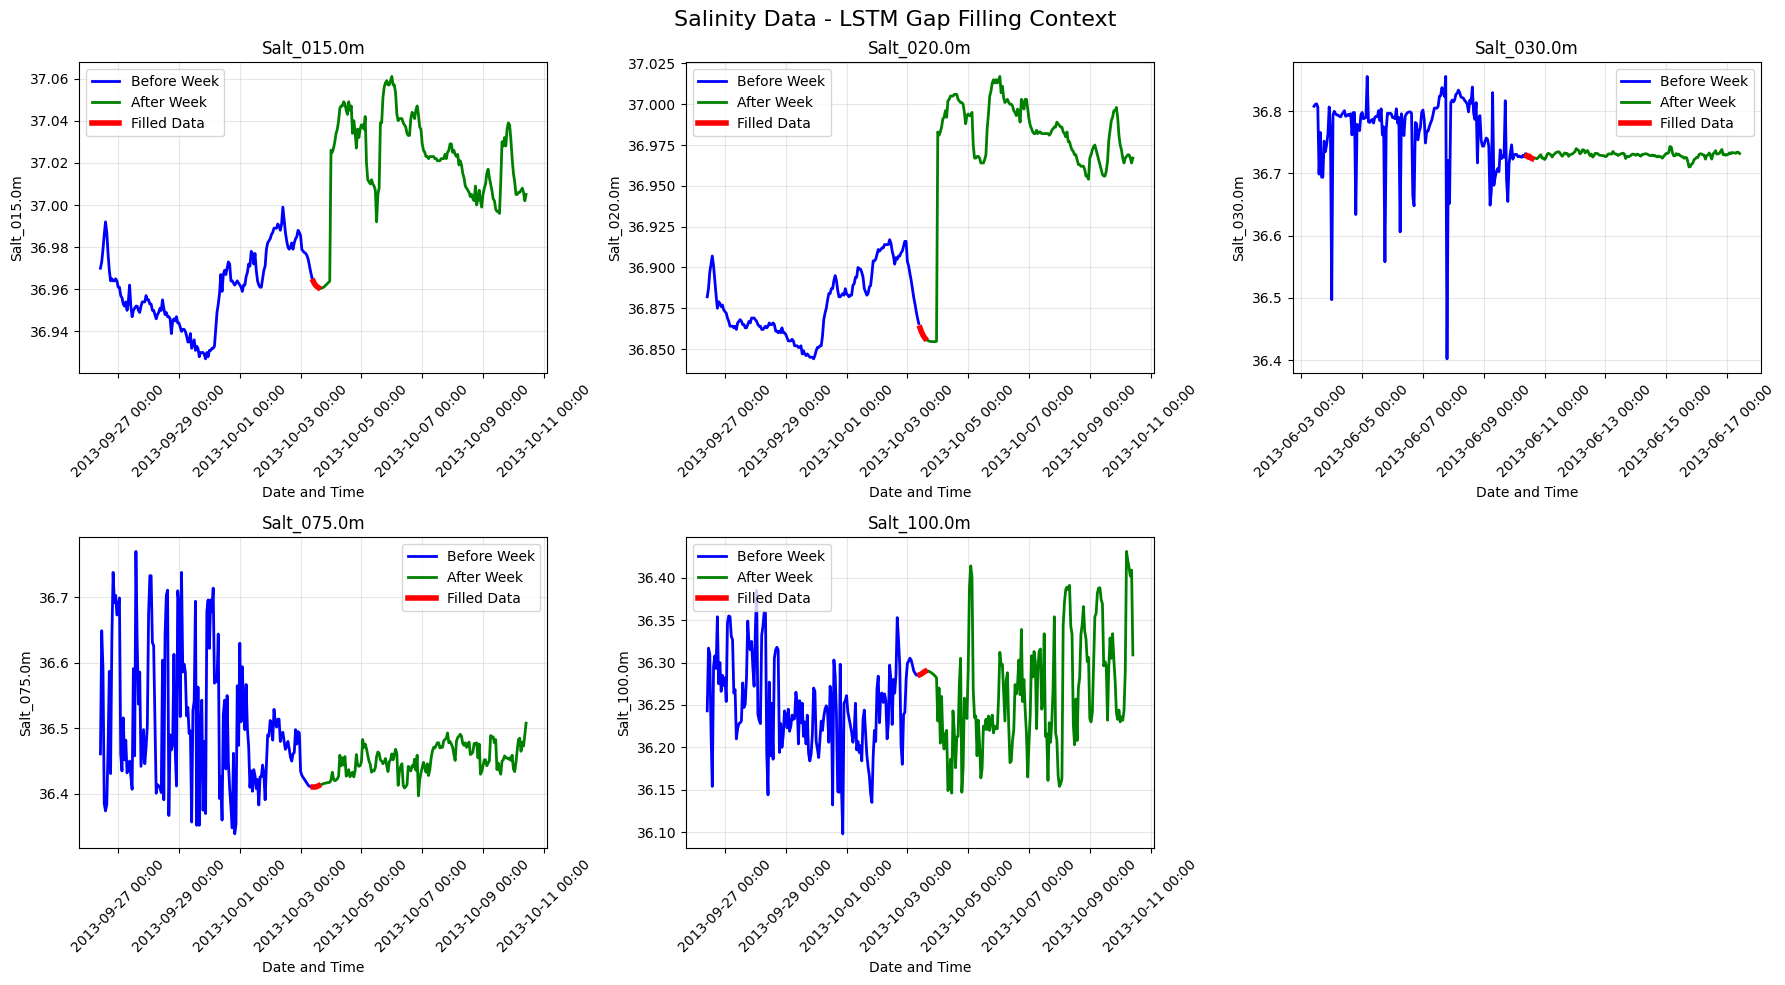 Salinity Data - LSTM Gap Filling Context
Salt_015.0m
Salt_015.0m
37.06
37.04
37.02
37.00
36.98
36.96
36.94
Before Week
After Week
Filled Data
2013-09-27 00:00
2013-09-29 00:00
2013-10-01 00:00
2013-10-03 00:00
2013-10-05 00:00
2013-10-07 00:00
2013-10-09 00:00
2013-10-11 00:00
Date and Time
Salt_020.0m
Salt_020.0m
37.025
37.000
36.975
36.950
36.925
36.900
36.875
36.850
Before Week
After Week
Filled Data
2013-09-27 00:00
2013-09-29 00:00
2013-10-01 00:00
2013-10-03 00:00
2013-10-05 00:00
2013-10-07 00:00
2013-10-09 00:00
2013-10-11 00:00
Date and Time
Salt_030.0m
Salt_030.0m
36.8
36.7
36.6
36.5
36.4
Before Week
After Week
Filled Data
2013-06-03 00:00
2013-06-05 00:00
2013-06-07 00:00
2013-06-09 00:00
2013-06-11 00:00
2013-06-13 00:00
2013-06-15 00:00
2013-06-17 00:00
Date and Time
Salt_075.0m
Salt_075.0m
36.7
36.6
36.5
36.4
Before Week
After Week
Filled Data
2013-09-27 00:00
2013-09-29 00:00
2013-10-01 00:00
2013-10-03 00:00
2013-10-05 00:00
2013-10-07 00:00
2013-10-09 00:00
2013-10-11 00:00
Date and Time
Salt_100.0m
Salt_100.0m
36.40
36.35
36.30
36.25
36.20
36.15
36.10
Before Week
After Week
Filled Data
2013-09-27 00:00
2013-09-29 00:00
2013-10-01 00:00
2013-10-03 00:00
2013-10-05 00:00
2013-10-07 00:00
2013-10-09 00:00
2013-10-11 00:00
Date and Time